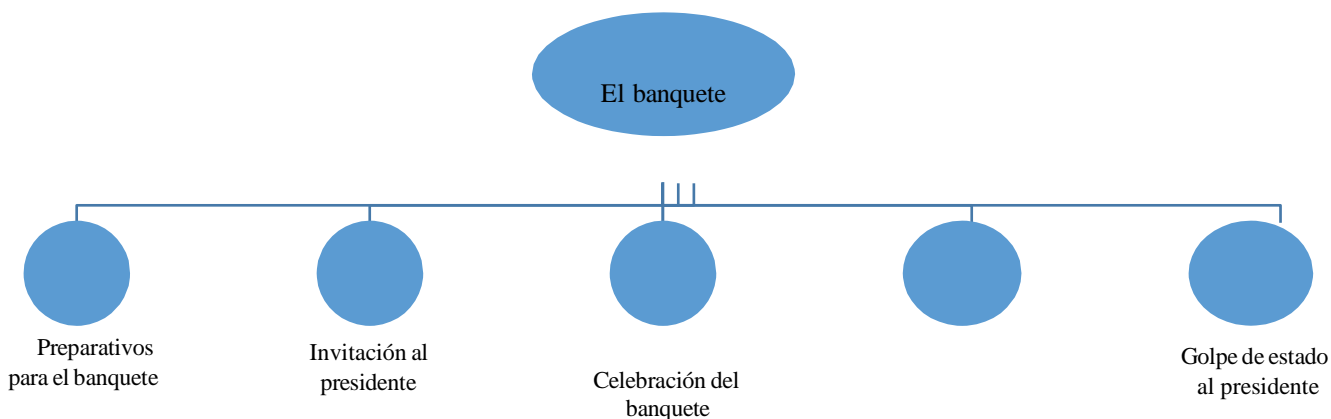 El banquete
Preparativos
para el banquete
Invitación al
presidente
Celebración del
banquete
Golpe de estado
al presidente